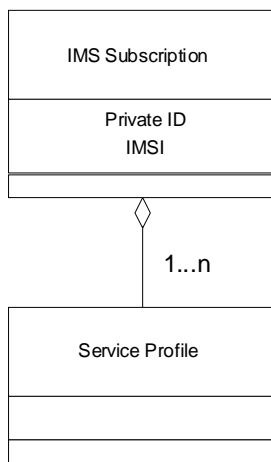 IMS Subscription
Private ID
IMSI
1...n
Service Profile